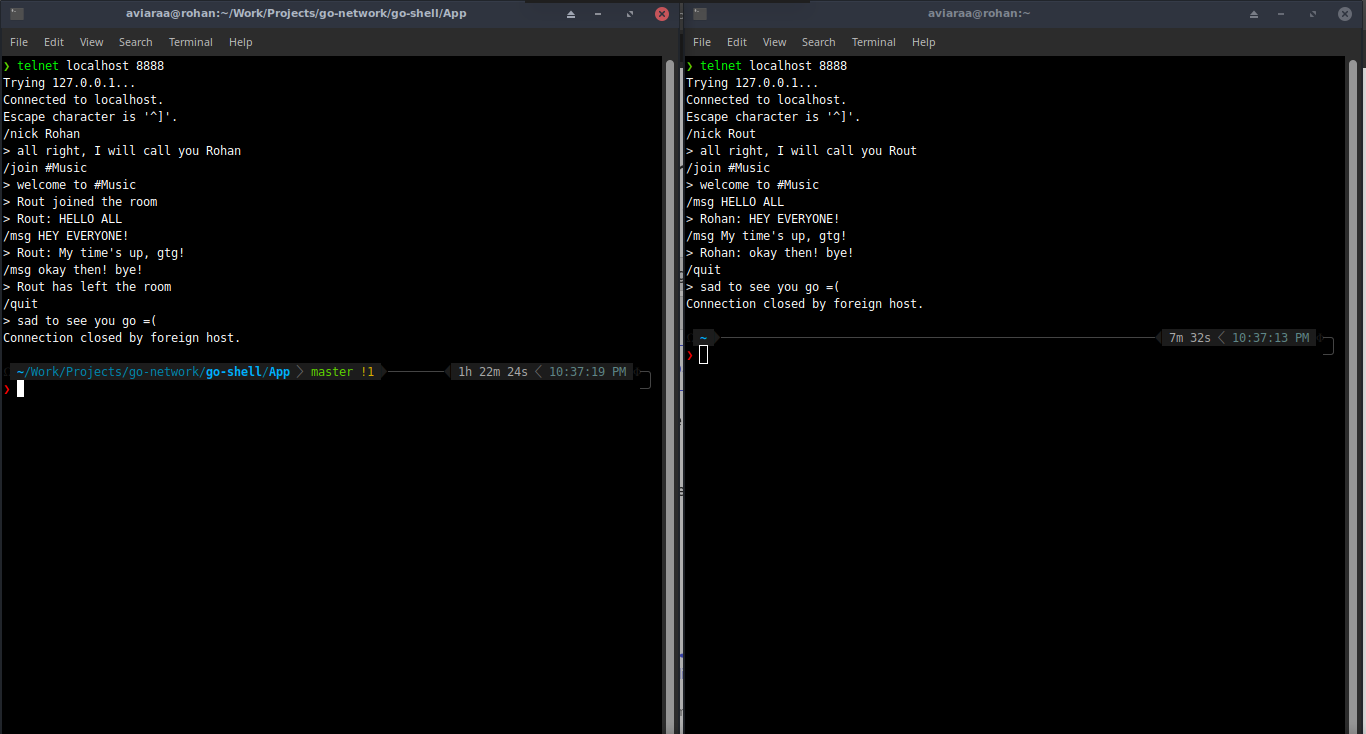 aviaraa@rohan:~/Work/Projects/go-network/go-shell/App
File Edit View Search Terminal Help
❯ telnet localhost 8888
Trying 127.0.0.1...
Connected to localhost.
Escape character is '^]'.
/nick Rohan
> all right, I will call you Rohan
/join #Music
> welcome to #Music
> Rout joined the room
> Rout: HELLO ALL
/msg HEY EVERYONE!
> Rout: My time's up, gtg!
/msg okay then! bye!
> Rout has left the room
/quit
> sad to see you go =(
Connection closed by foreign host.
~/Work/Projects/go-network/go-shell/App master !1 1h 22m 24s 10:37:19 PM
❯
aviaraa@rohan:~
File Edit View Search Terminal Help
❯ telnet localhost 8888
Trying 127.0.0.1...
Connected to localhost.
Escape character is '^]'.
/nick Rout
> all right, I will call you Rout
/join #Music
> welcome to #Music
/msg HELLO ALL
> Rohan: HEY EVERYONE!
/msg My time's up, gtg!
> Rohan: okay then! bye!
/quit
> sad to see you go =(
Connection closed by foreign host.
~ 7m 32s 10:37:13 PM
❯